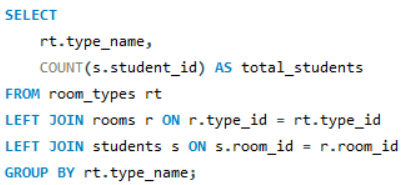 SELECT
rt.type_name,
COUNT(s.student_id) AS total_students
FROM room_types rt
LEFT JOIN rooms r ON r.type_id = rt.type_id
LEFT JOIN students s ON s.room_id = r.room_id
GROUP BY rt.type_name;